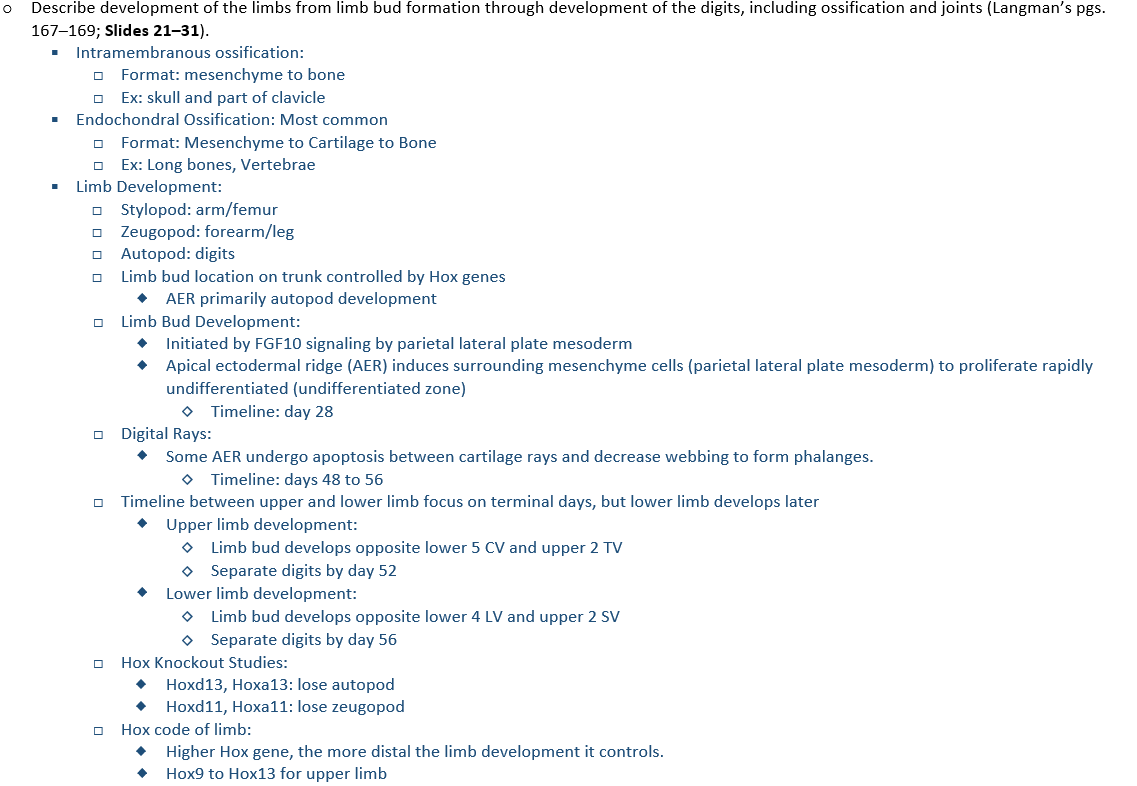 Describe development of the limbs from limb bud formation through development of the digits, including ossification and joints (Langman's pgs.
167–169; Slides 21–31).
Intramembranous ossification:
Format: mesenchyme to bone
Ex: skull and part of clavicle
Endochondral Ossification: Most common
Format: Mesenchyme to Cartilage to Bone
Ex: Long bones, Vertebrae
Limb Development:
Stylopod: arm/femur
Zeugopod: forearm/leg
Autopod: digits
Limb bud location on trunk controlled by Hox genes
AER primarily autopod development
Limb Bud Development:
Initiated by FGF10 signaling by parietal lateral plate mesoderm
Apical ectodermal ridge (AER) induces surrounding mesenchyme cells (parietal lateral plate mesoderm) to proliferate rapidly
undifferentiated (undifferentiated zone)
Timeline: day 28
Digital Rays:
Some AER undergo apoptosis between cartilage rays and decrease webbing to form phalanges.
Timeline: days 48 to 56
Timeline between upper and lower limb focus on terminal days, but lower limb develops later
Upper limb development:
Limb bud develops opposite lower 5 CV and upper 2 TV
Separate digits by day 52
Lower limb development:
Limb bud develops opposite lower 4 LV and upper 2 SV
Separate digits by day 56
Hox Knockout Studies:
Hoxd13, Hoxa13: lose autopod
Hoxd11, Hoxa11: lose zeugopod
Hox code of limb:
Higher Hox gene, the more distal the limb development it controls.
Hox9 to Hox13 for upper limb